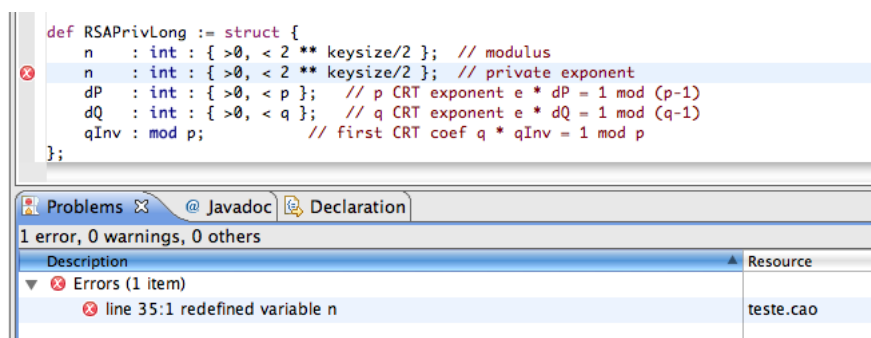 def RSAPrivLong := struct {
n : int : { >0, < 2 ** keysize/2 }; // modulus
n : int : { >0, < 2 ** keysize/2 }; // private exponent
dP : int : { >0, < p }; // p CRT exponent e * dP = 1 mod (p-1)
dQ : int : { >0, < q }; // q CRT exponent e * dQ = 1 mod (q-1)
qInv : mod p; // first CRT coef q * qInv = 1 mod p
};
Problems @ Javadoc Declaration
1 error, 0 warnings, 0 others
Description Resource
Errors (1 item)
line 35:1 redefined variable n teste.cao